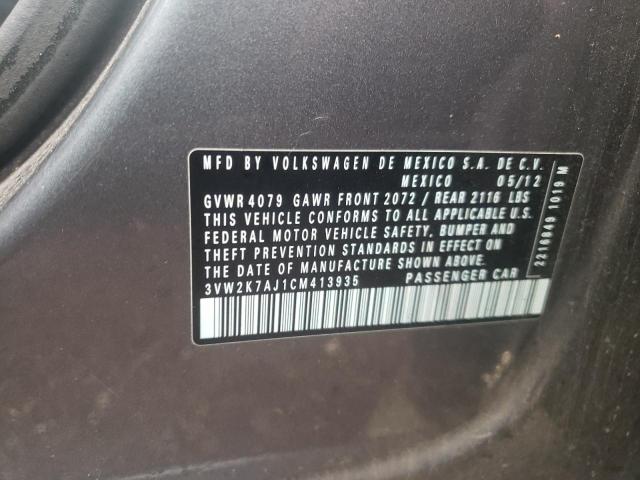 MFD BY VOLKSWAGEN DE MEXICO S.A. DE C.V.
MEXICO 05/12
GVWR 4079 GAWR FRONT 2072 / REAR 2116 LBS
THIS VEHICLE CONFORMS TO ALL APPLICABLE U.S.
FEDERAL MOTOR VEHICLE SAFETY, BUMPER AND
THEFT PREVENTION STANDARDS IN EFFECT ON
THE DATE OF MANUFACTURE SHOWN ABOVE.
3VW2K7AJ1CM413935 PASSENGER CAR
2216649 1019 M